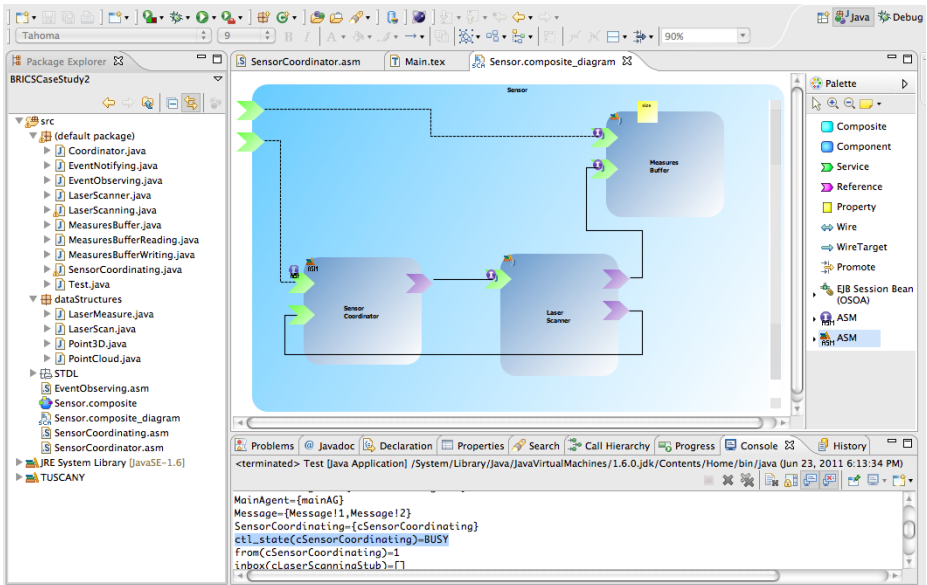 Java
Debug
Tahoma
9
B I
A
90%
Package Explorer
BRICSCaseStudy2
src
(default package)
Coordinator.java
EventNotifying.java
EventObserving.java
LaserScanner.java
LaserScanning.java
MeasuresBuffer.java
MeasuresBufferReading.java
MeasuresBufferWriting.java
SensorCoordinating.java
Test.java
dataStructures
LaserMeasure.java
LaserScan.java
Point3D.java
PointCloud.java
STDL
EventObserving.asm
Sensor.composite
Sensor.composite_diagram
SensorCoordinating.asm
SensorCoordinator.asm
JRE System Library [JavaSE-1.6]
TUSCANY
SensorCoordinator.asm
Main.tex
Sensor.composite_diagram
Sensor
size
Measures
Buffer
ASM
ASM
Sensor
Coordinator
Laser
Scanner
Palette
Composite
Component
Service
Reference
Property
Wire
WireTarget
Promote
EJB Session Bean
(OSOA)
ASM
ASM
Problems
@ Javadoc
Declaration
Properties
Search
Call Hierarchy
Progress
Console
History
<terminated> Test [Java Application] /System/Library/Java/JavaVirtualMachines/1.6.0.jdk/Contents/Home/bin/java (Jun 23, 2011 6:13:34 PM)
MainAgent={mainAG}
Message={Message!1,Message!2}
SensorCoordinating={cSensorCoordinating}
ctl_state(cSensorCoordinating)=BUSY
from(cSensorCoordinating)=1
inbox(cLaserScanningStub)=[]